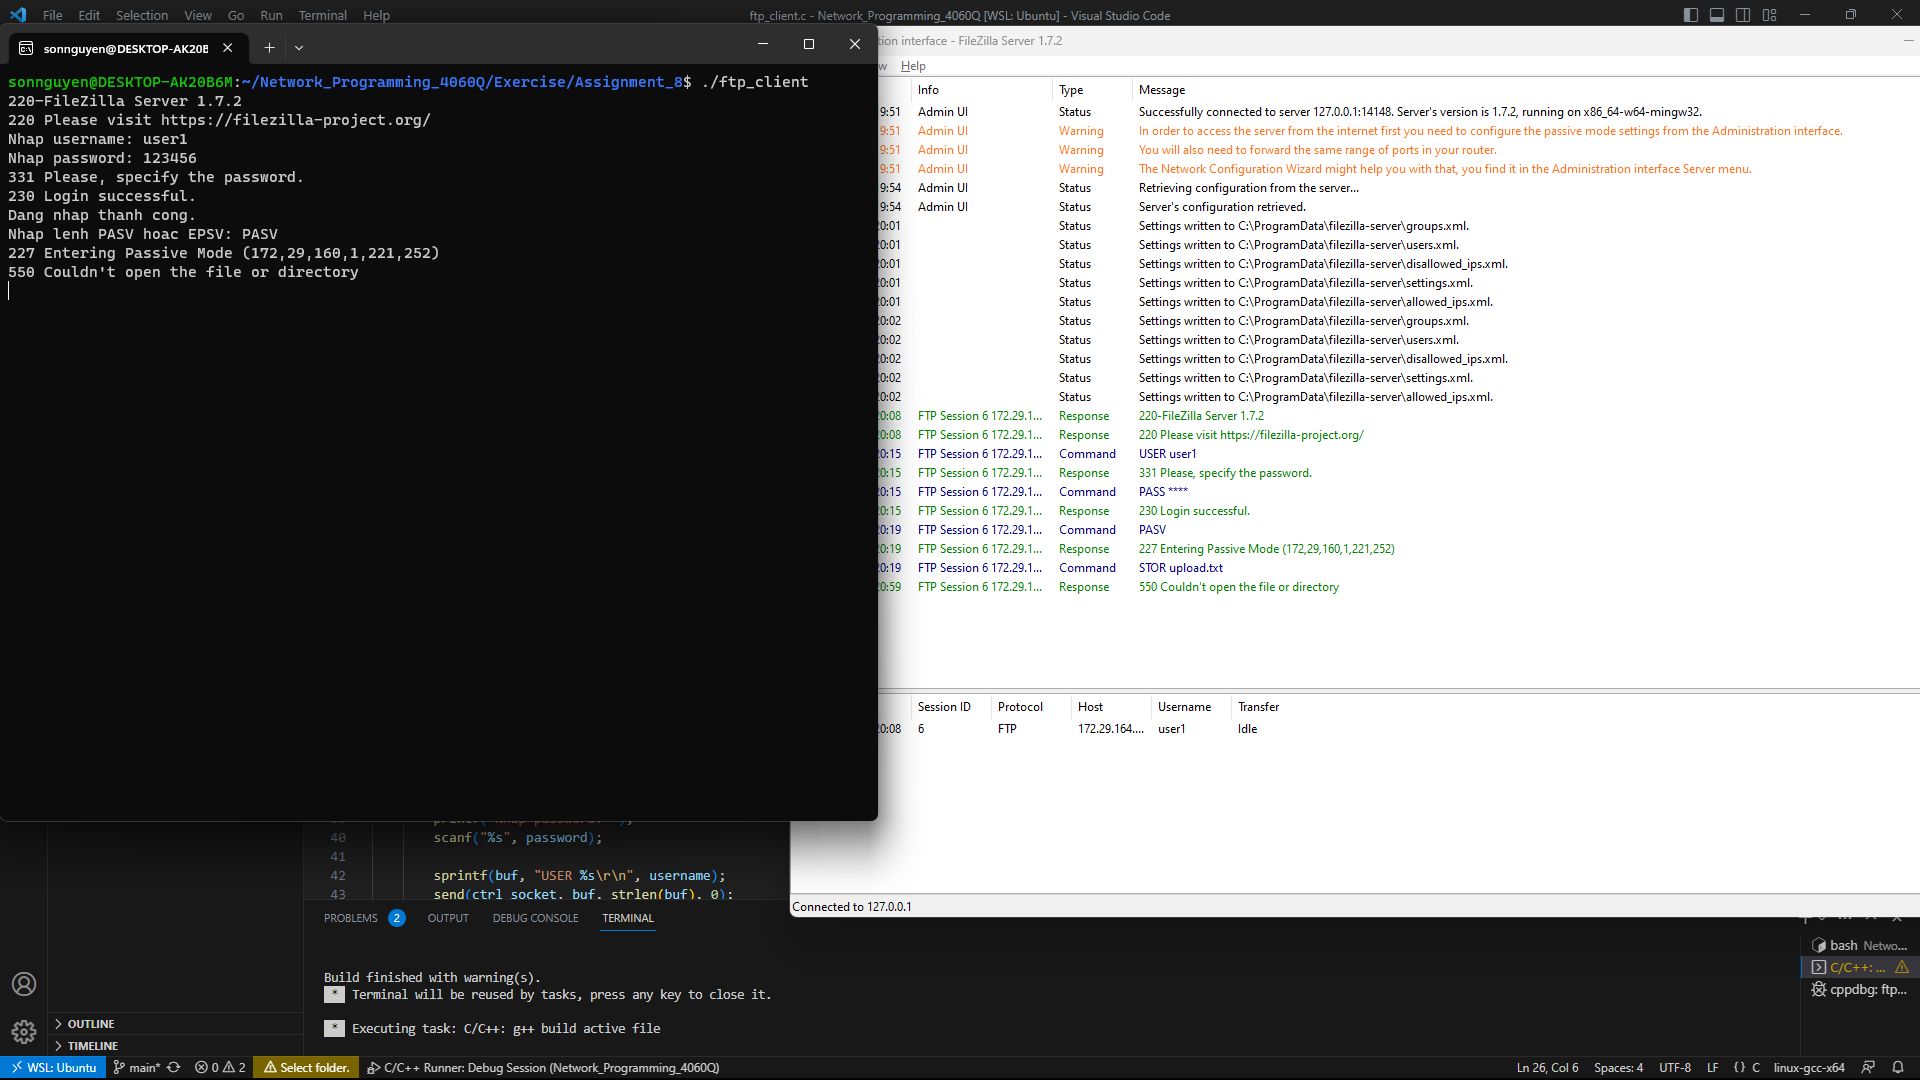 File Edit Selection View Go Run Terminal Help
ftp_client.c - Network_Programming_4060Q [WSL: Ubuntu] - Visual Studio Code
sonnguyen@DESKTOP-AK20B
sonnguyen@DESKTOP-AK20B6M:~/Network_Programming_4060Q/Exercise/Assignment_8$ ./ftp_client
220-FileZilla Server 1.7.2
220 Please visit https://filezilla-project.org/
Nhap username: user1
Nhap password: 123456
331 Please, specify the password.
230 Login successful.
Dang nhap thanh cong.
Nhap lenh PASV hoac EPSV: PASV
227 Entering Passive Mode (172,29,160,1,221,252)
550 Couldn't open the file or directory
tion interface - FileZilla Server 1.7.2
w Help
Info Type Message
9:51 Admin UI Status Successfully connected to server 127.0.0.1:14148. Server's version is 1.7.2, running on x86_64-w64-mingw32.
9:51 Admin UI Warning In order to access the server from the internet first you need to configure the passive mode settings from the Administration interface.
9:51 Admin UI Warning You will also need to forward the same range of ports in your router.
9:51 Admin UI Warning The Network Configuration Wizard might help you with that, you find it in the Administration interface Server menu.
9:54 Admin UI Status Retrieving configuration from the server...
9:54 Admin UI Status Server's configuration retrieved.
20:01 Status Settings written to C:\ProgramData\filezilla-server\groups.xml.
20:01 Status Settings written to C:\ProgramData\filezilla-server\users.xml.
20:01 Status Settings written to C:\ProgramData\filezilla-server\disallowed_ips.xml.
20:01 Status Settings written to C:\ProgramData\filezilla-server\settings.xml.
20:01 Status Settings written to C:\ProgramData\filezilla-server\allowed_ips.xml.
20:02 Status Settings written to C:\ProgramData\filezilla-server\groups.xml.
20:02 Status Settings written to C:\ProgramData\filezilla-server\users.xml.
20:02 Status Settings written to C:\ProgramData\filezilla-server\disallowed_ips.xml.
20:02 Status Settings written to C:\ProgramData\filezilla-server\settings.xml.
20:02 Status Settings written to C:\ProgramData\filezilla-server\allowed_ips.xml.
20:08 FTP Session 6 172.29.1... Response 220-FileZilla Server 1.7.2
20:08 FTP Session 6 172.29.1... Response 220 Please visit https://filezilla-project.org/
20:15 FTP Session 6 172.29.1... Command USER user1
20:15 FTP Session 6 172.29.1... Response 331 Please, specify the password.
20:15 FTP Session 6 172.29.1... Command PASS ****
20:15 FTP Session 6 172.29.1... Response 230 Login successful.
20:19 FTP Session 6 172.29.1... Command PASV
20:19 FTP Session 6 172.29.1... Response 227 Entering Passive Mode (172,29,160,1,221,252)
20:19 FTP Session 6 172.29.1... Command STOR upload.txt
20:59 FTP Session 6 172.29.1... Response 550 Couldn't open the file or directory
Session ID Protocol Host Username Transfer
20:08 6 FTP 172.29.164.... user1 Idle
Connected to 127.0.0.1
40 scanf("%s", password);
41
42 sprintf(buf, "USER %s\r\n", username);
43 send(ctrl_socket, buf, strlen(buf), 0);
PROBLEMS 2 OUTPUT DEBUG CONSOLE TERMINAL
Build finished with warning(s).
* Terminal will be reused by tasks, press any key to close it.
* Executing task: C/C++: g++ build active file
bash Netwo...
C/C++: ...
cppdbg: ftp...
OUTLINE
TIMELINE
WSL: Ubuntu main* 0 2 Select folder. C/C++ Runner: Debug Session (Network_Programming_4060Q)
Ln 26, Col 6 Spaces: 4 UTF-8 LF {} C linux-gcc-x64